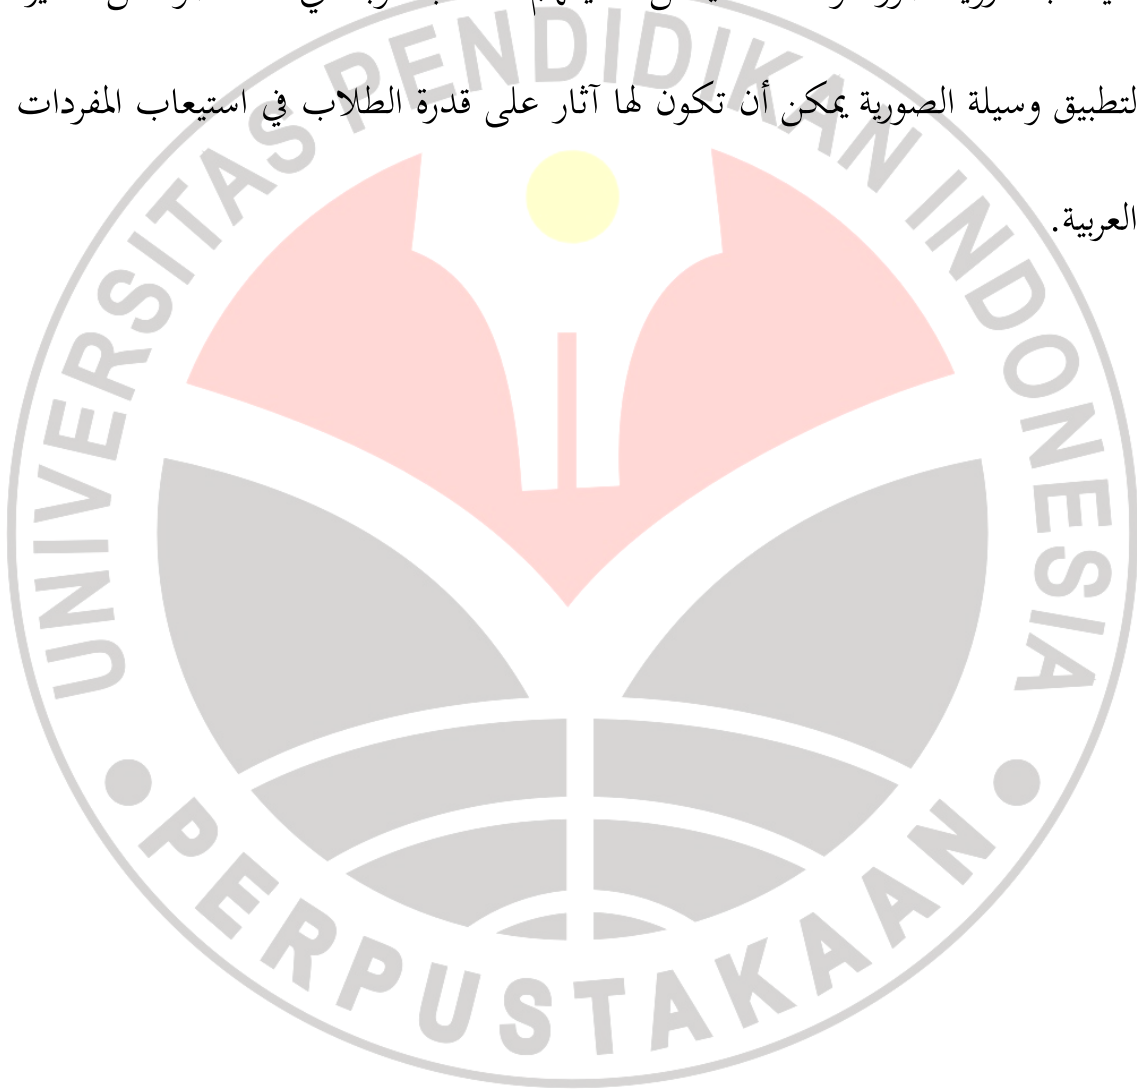 لتطبيق وسيلة الصورية يمكن أن تكون لها آثار على قدرة الطلاب في استيعاب المفردات
العربية.
UNIVERSITAS PENDIDIKAN INDONESIA
PERPUSTAKAAN